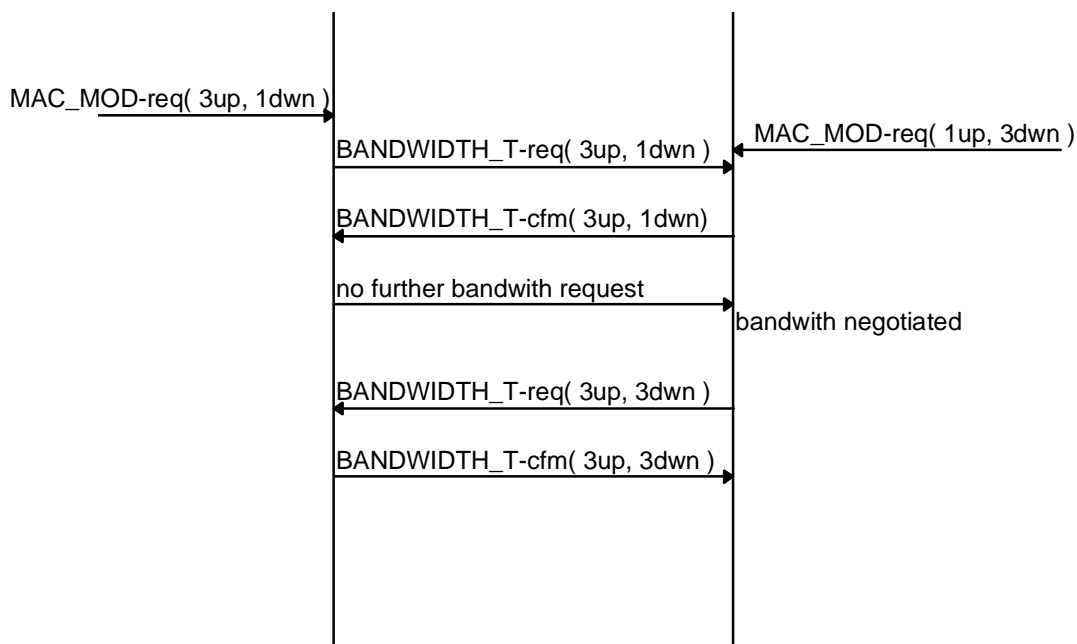 MAC_MOD-req( 3up, 1dwn )
MAC_MOD-req( 1up, 3dwn )
BANDWIDTH_T-req( 3up, 1dwn )
BANDWIDTH_T-cfm( 3up, 1dwn)
no further bandwith request
bandwith negotiated
BANDWIDTH_T-req( 3up, 3dwn )
BANDWIDTH_T-cfm( 3up, 3dwn )